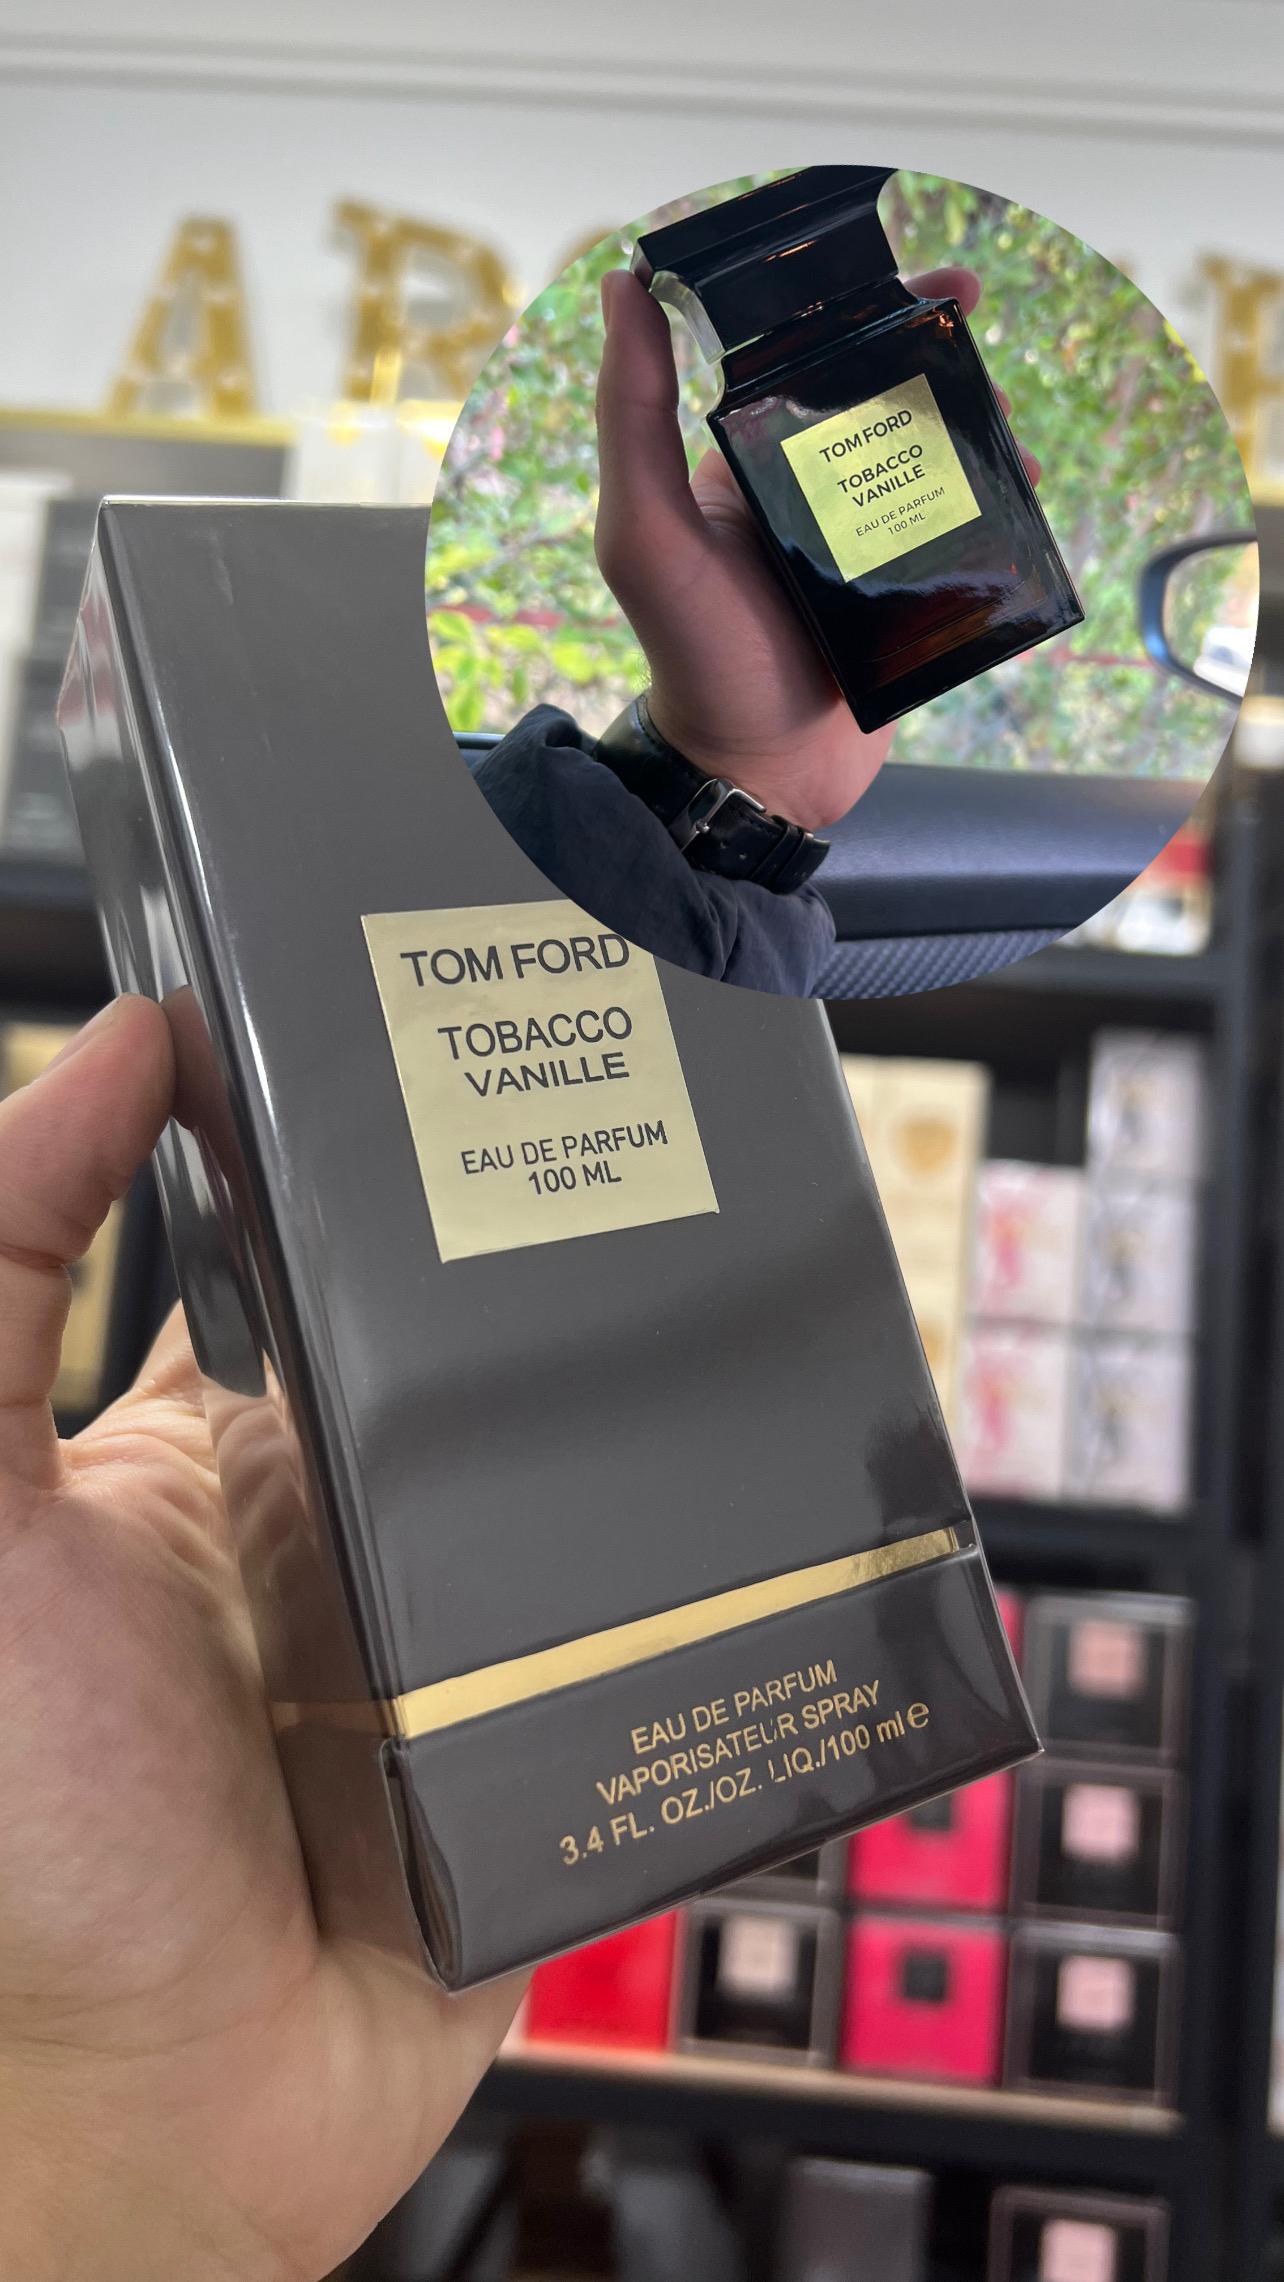 TOM FORD
TOBACCO
VANILLE
EAU DE PARFUM
100 ML
TOM FORD
TOBACCO
VANILLE
EAU DE PARFUM
100 ML
EAU DE PARFUM
VAPORISATEUR SPRAY
3.4 FL. OZ./OZ. LIQ./100 ml e